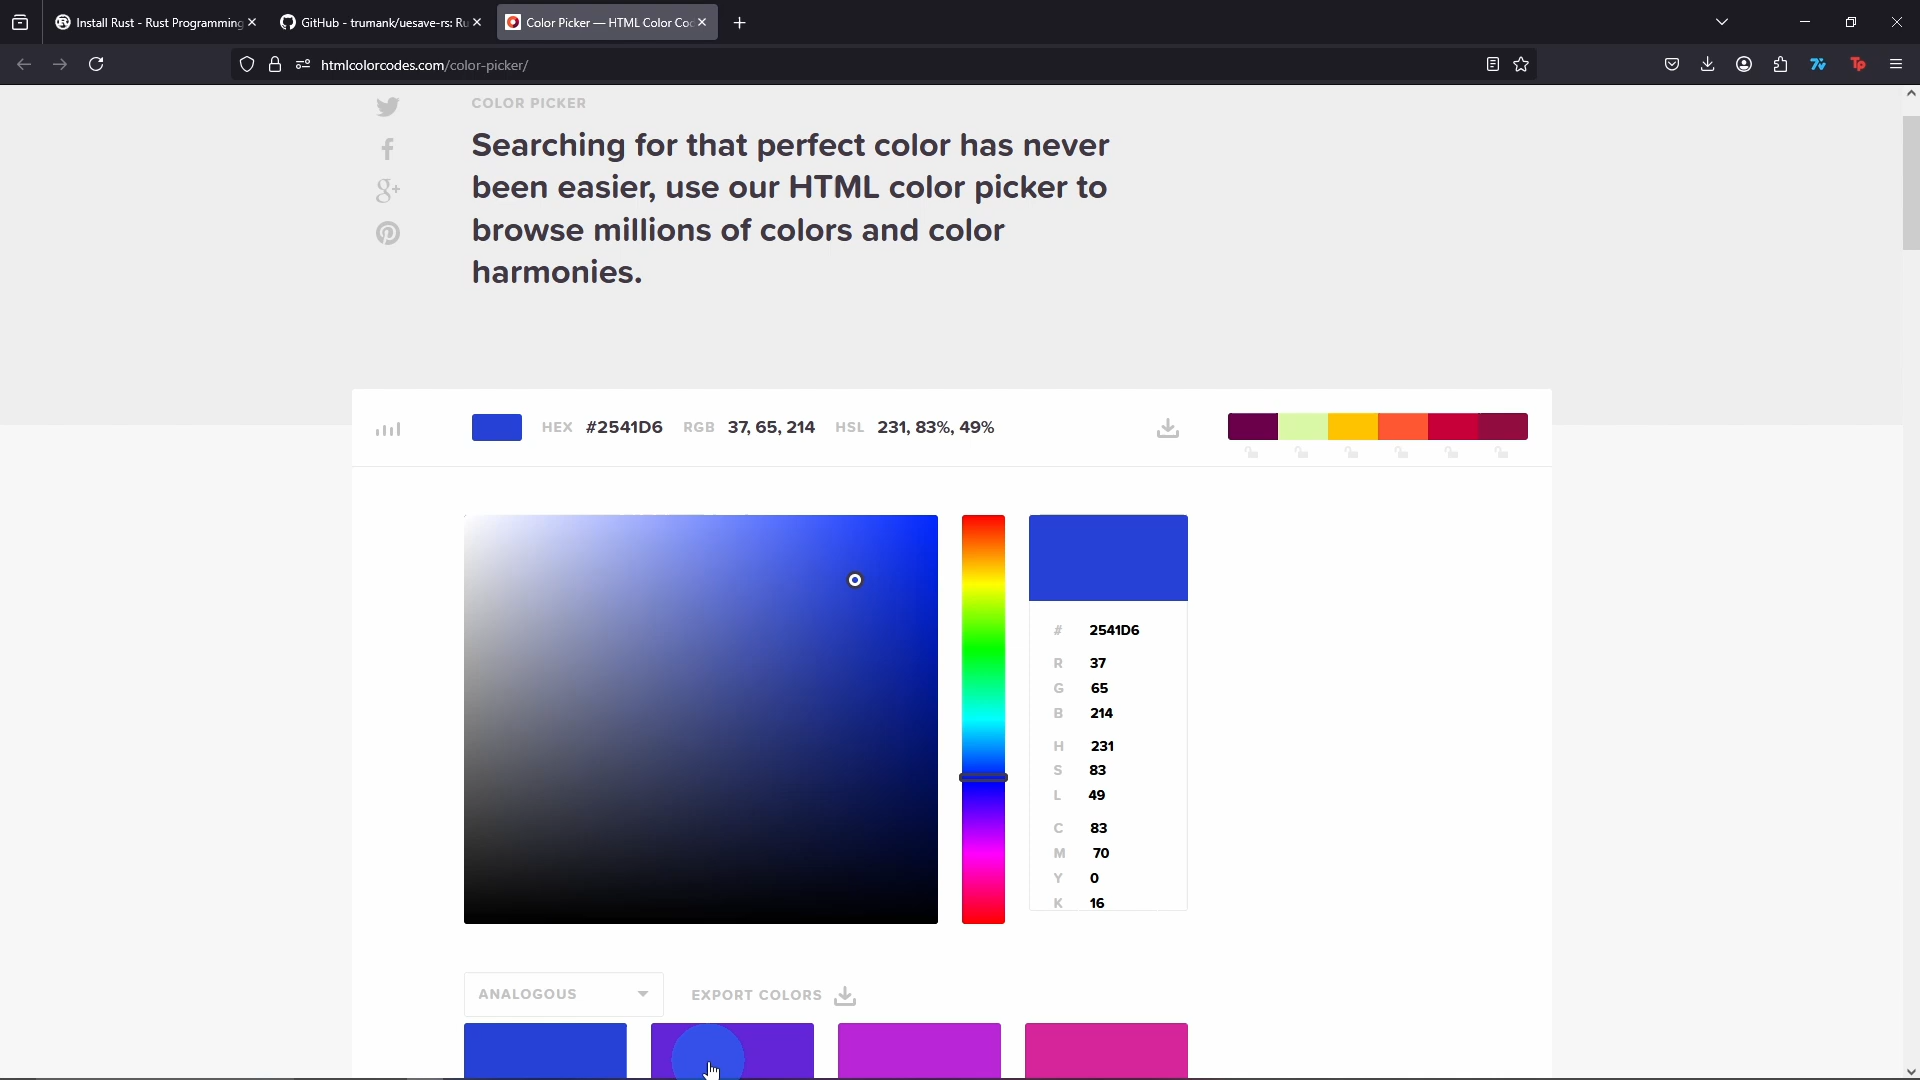 Install Rust - Rust Programming
GitHub - trumank/uesave-rs: Ru
Color Picker — HTML Color Co
htmlcolorcodes.com/color-picker/
Tp
COLOR PICKER
Searching for that perfect color has never
been easier, use our HTML color picker to
browse millions of colors and color
harmonies.
HEX #2541D6 RGB 37, 65, 214 HSL 231, 83%, 49%
# 2541D6
R 37
G 65
B 214
H 231
S 83
L 49
C 83
M 70
Y 0
K 16
ANALOGOUS
EXPORT COLORS